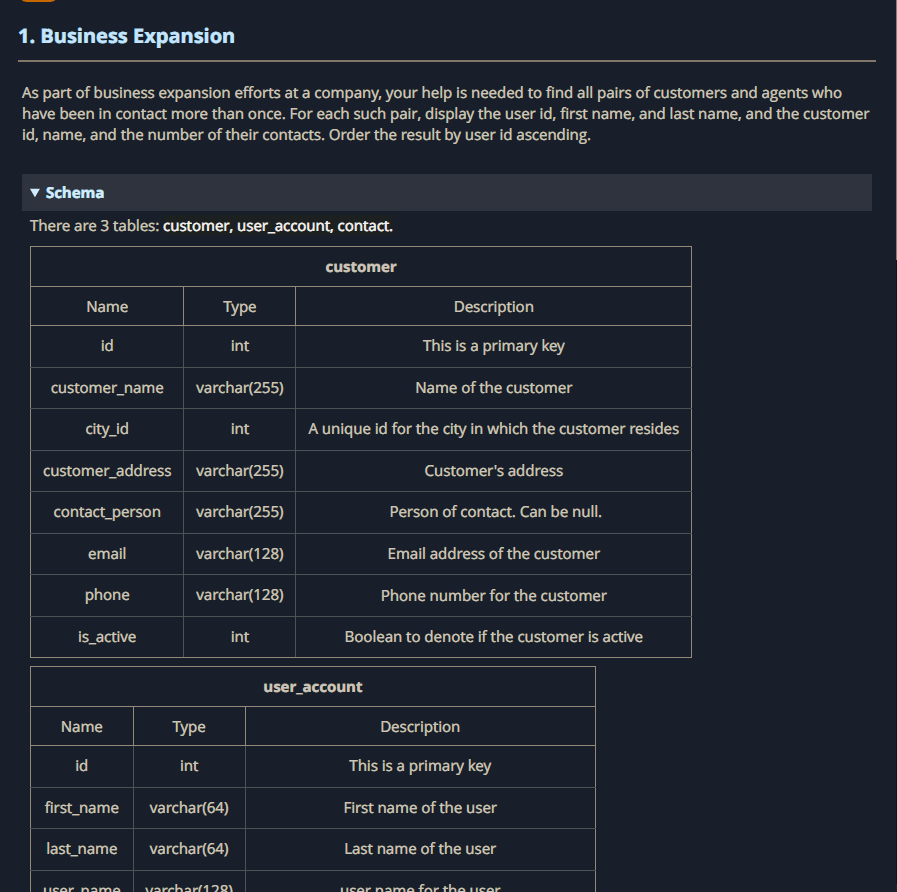 1. Business Expansion
As part of business expansion efforts at a company, your help is needed to find all pairs of customers and agents who
have been in contact more than once. For each such pair, display the user id, first name, and last name, and the customer
id, name, and the number of their contacts. Order the result by user id ascending.
▼ Schema
There are 3 tables: customer, user_account, contact.
customer
Name Type Description
id int This is a primary key
customer_name varchar(255) Name of the customer
city_id int A unique id for the city in which the customer resides
customer_address varchar(255) Customer's address
contact_person varchar(255) Person of contact. Can be null.
email varchar(128) Email address of the customer
phone varchar(128) Phone number for the customer
is_active int Boolean to denote if the customer is active
user_account
Name Type Description
id int This is a primary key
first_name varchar(64) First name of the user
last_name varchar(64) Last name of the user
user_name varchar(128) user name for the user